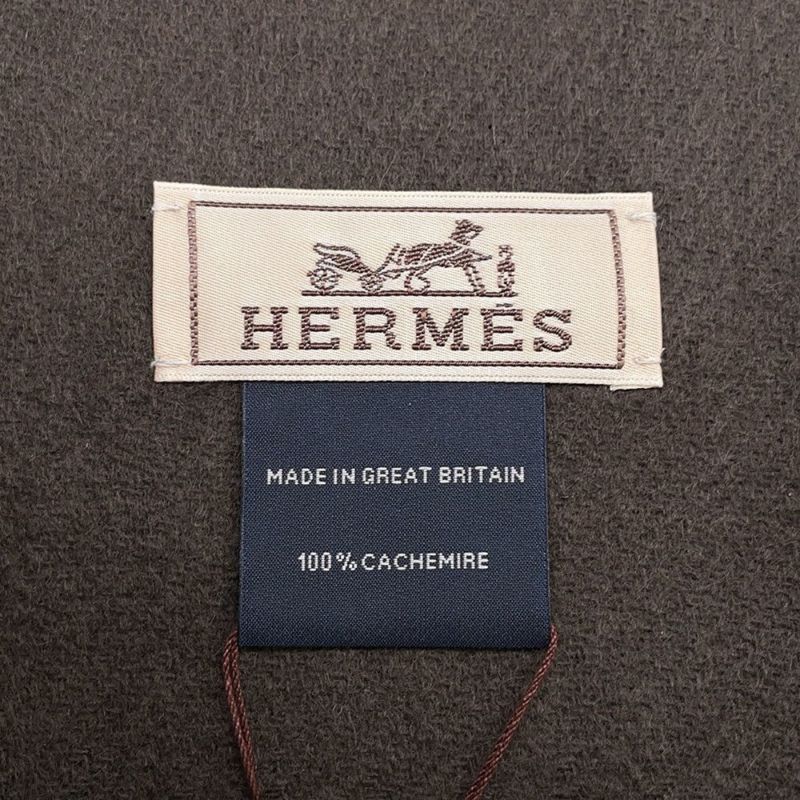 HERMÈS
MADE IN GREAT BRITAIN
100% CACHEMIRE